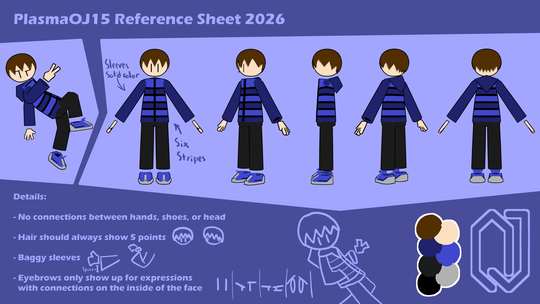 PlasmaOJ15 Reference Sheet 2026
Sleeves
Solid color
Six
Stripes
Details:
- No connections between hands, shoes, or head
- Hair should always show 5 points
- Baggy sleeves
- Eyebrows only show up for expressions
with connections on the inside of the face
OJ